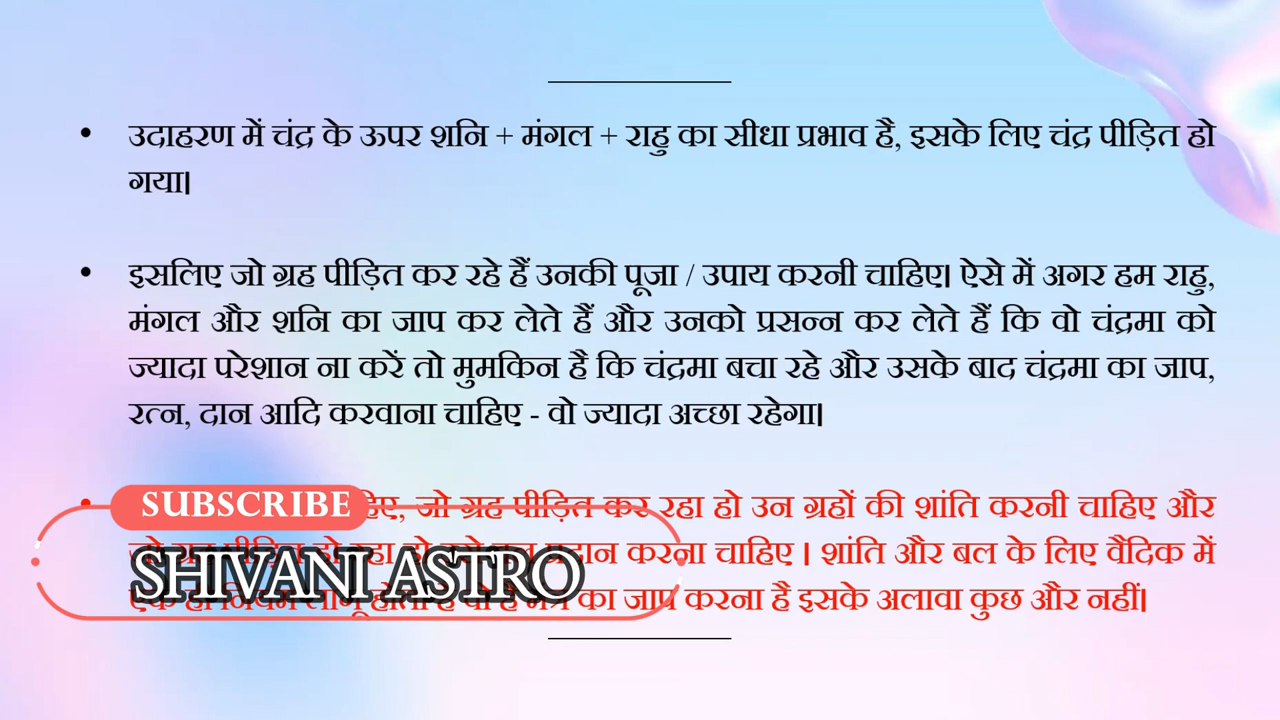 उदाहरण में चंद्र के ऊपर शनि + मंगल + राहु का सीधा प्रभाव है, इसके लिए चंद्र पीड़ित हो
गया।
इसलिए जो ग्रह पीड़ित कर रहे हैं उनकी पूजा / उपाय करनी चाहिए। ऐसे में अगर हम राहु,
मंगल और शनि का जाप कर लेते हैं और उनको प्रसन्न कर लेते हैं कि वो चंद्रमा को
ज्यादा परेशान ना करें तो मुमकिन है कि चंद्रमा बचा रहे और उसके बाद चंद्रमा का जाप,
रत्न, दान आदि करवाना चाहिए - वो ज्यादा अच्छा रहेगा।
SUBSCRIBE
जो ग्रह पीड़ित कर रहा हो उन ग्रहों की शांति करनी चाहिए और
SHIVANI ASTRO
करना चाहिए । शांति और बल के लिए वैदिक में
का जाप करना है इसके अलावा कुछ और नहीं।